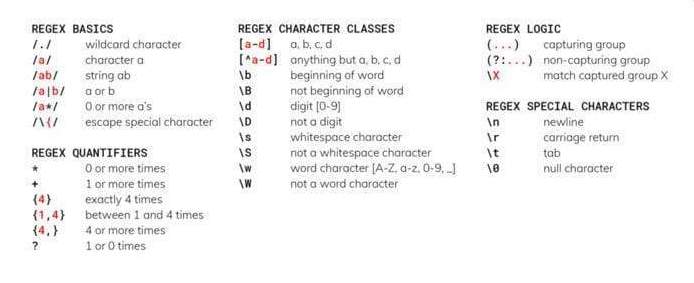 REGEX BASICS
/./ wildcard character
/a/ character a
/ab/ string ab
/a|b/ a or b
/a*/ 0 or more a's
/\{/ escape special character
REGEX QUANTIFIERS
* 0 or more times
+ 1 or more times
{4} exactly 4 times
{1,4} between 1 and 4 times
{4,} 4 or more times
? 1 or 0 times
REGEX CHARACTER CLASSES
[a-d] a, b, c, d
[^a-d] anything but a, b, c, d
\b beginning of word
\B not beginning of word
\d digit [0-9]
\D not a digit
\s whitespace character
\S not a whitespace character
\w word character [A-Z, a-z, 0-9, _]
\W not a word character
REGEX LOGIC
(...) capturing group
(?:...) non-capturing group
\X match captured group X
REGEX SPECIAL CHARACTERS
\n newline
\r carriage return
\t tab
\0 null character